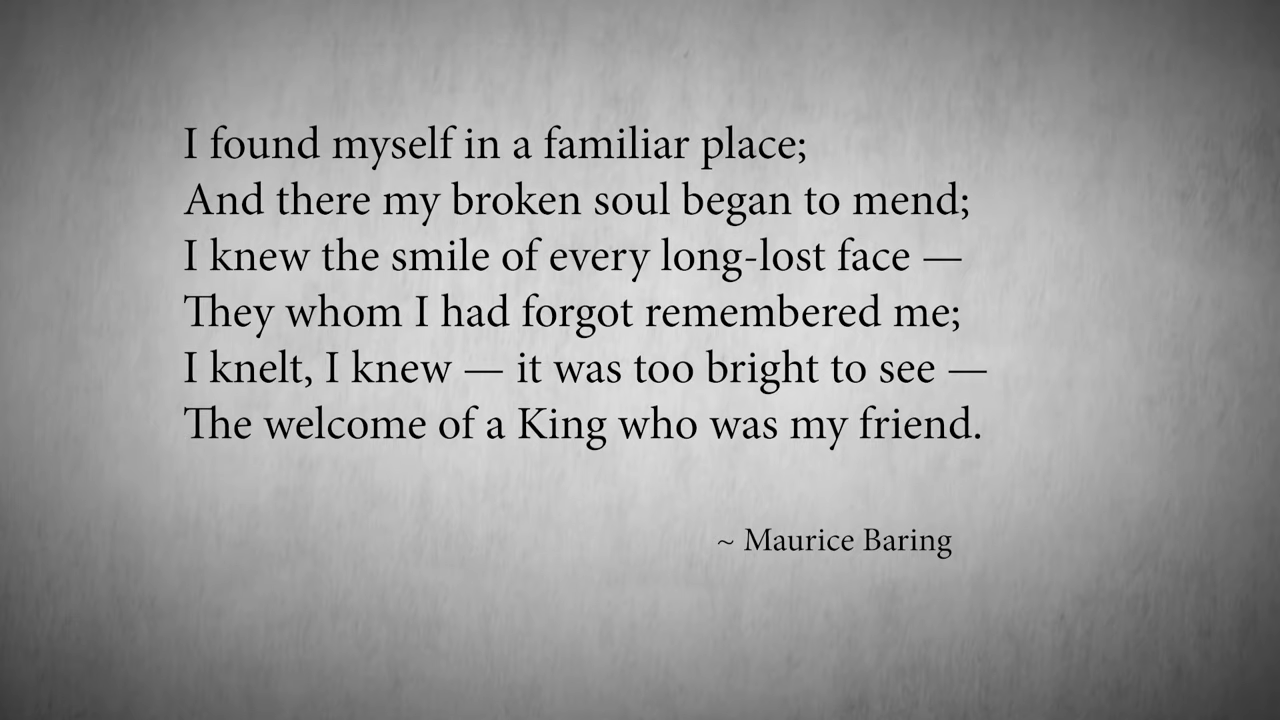 I found myself in a familiar place;
And there my broken soul began to mend;
I knew the smile of every long-lost face —
They whom I had forgot remembered me;
I knelt, I knew — it was too bright to see —
The welcome of a King who was my friend.
~ Maurice Baring